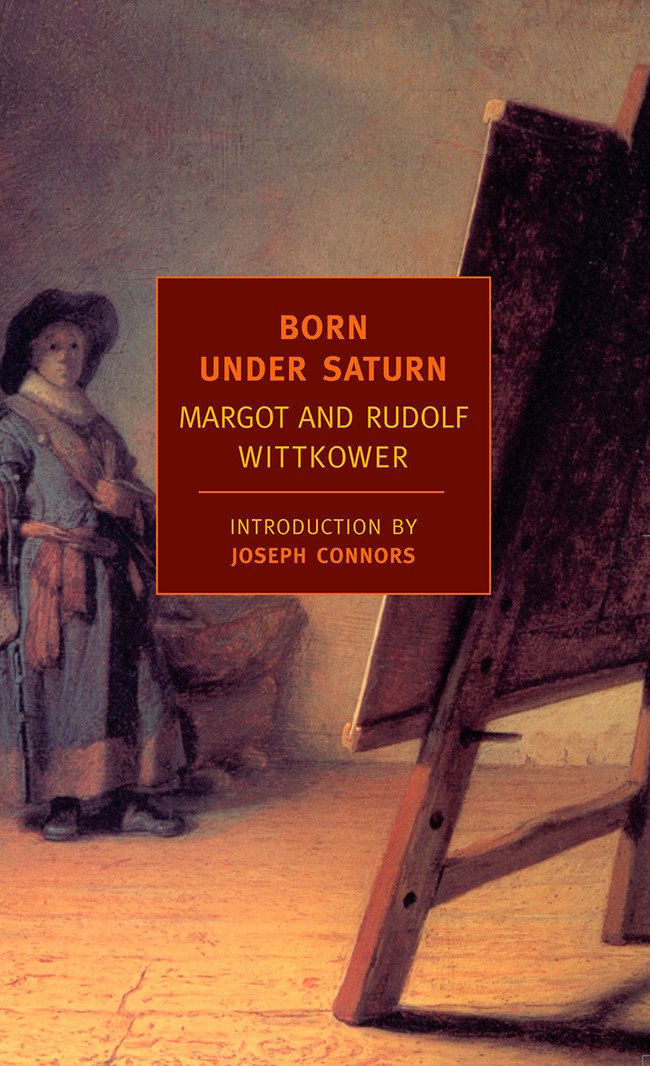 BORN
UNDER SATURN
MARGOT AND RUDOLF
WITTKOWER
INTRODUCTION BY
JOSEPH CONNORS